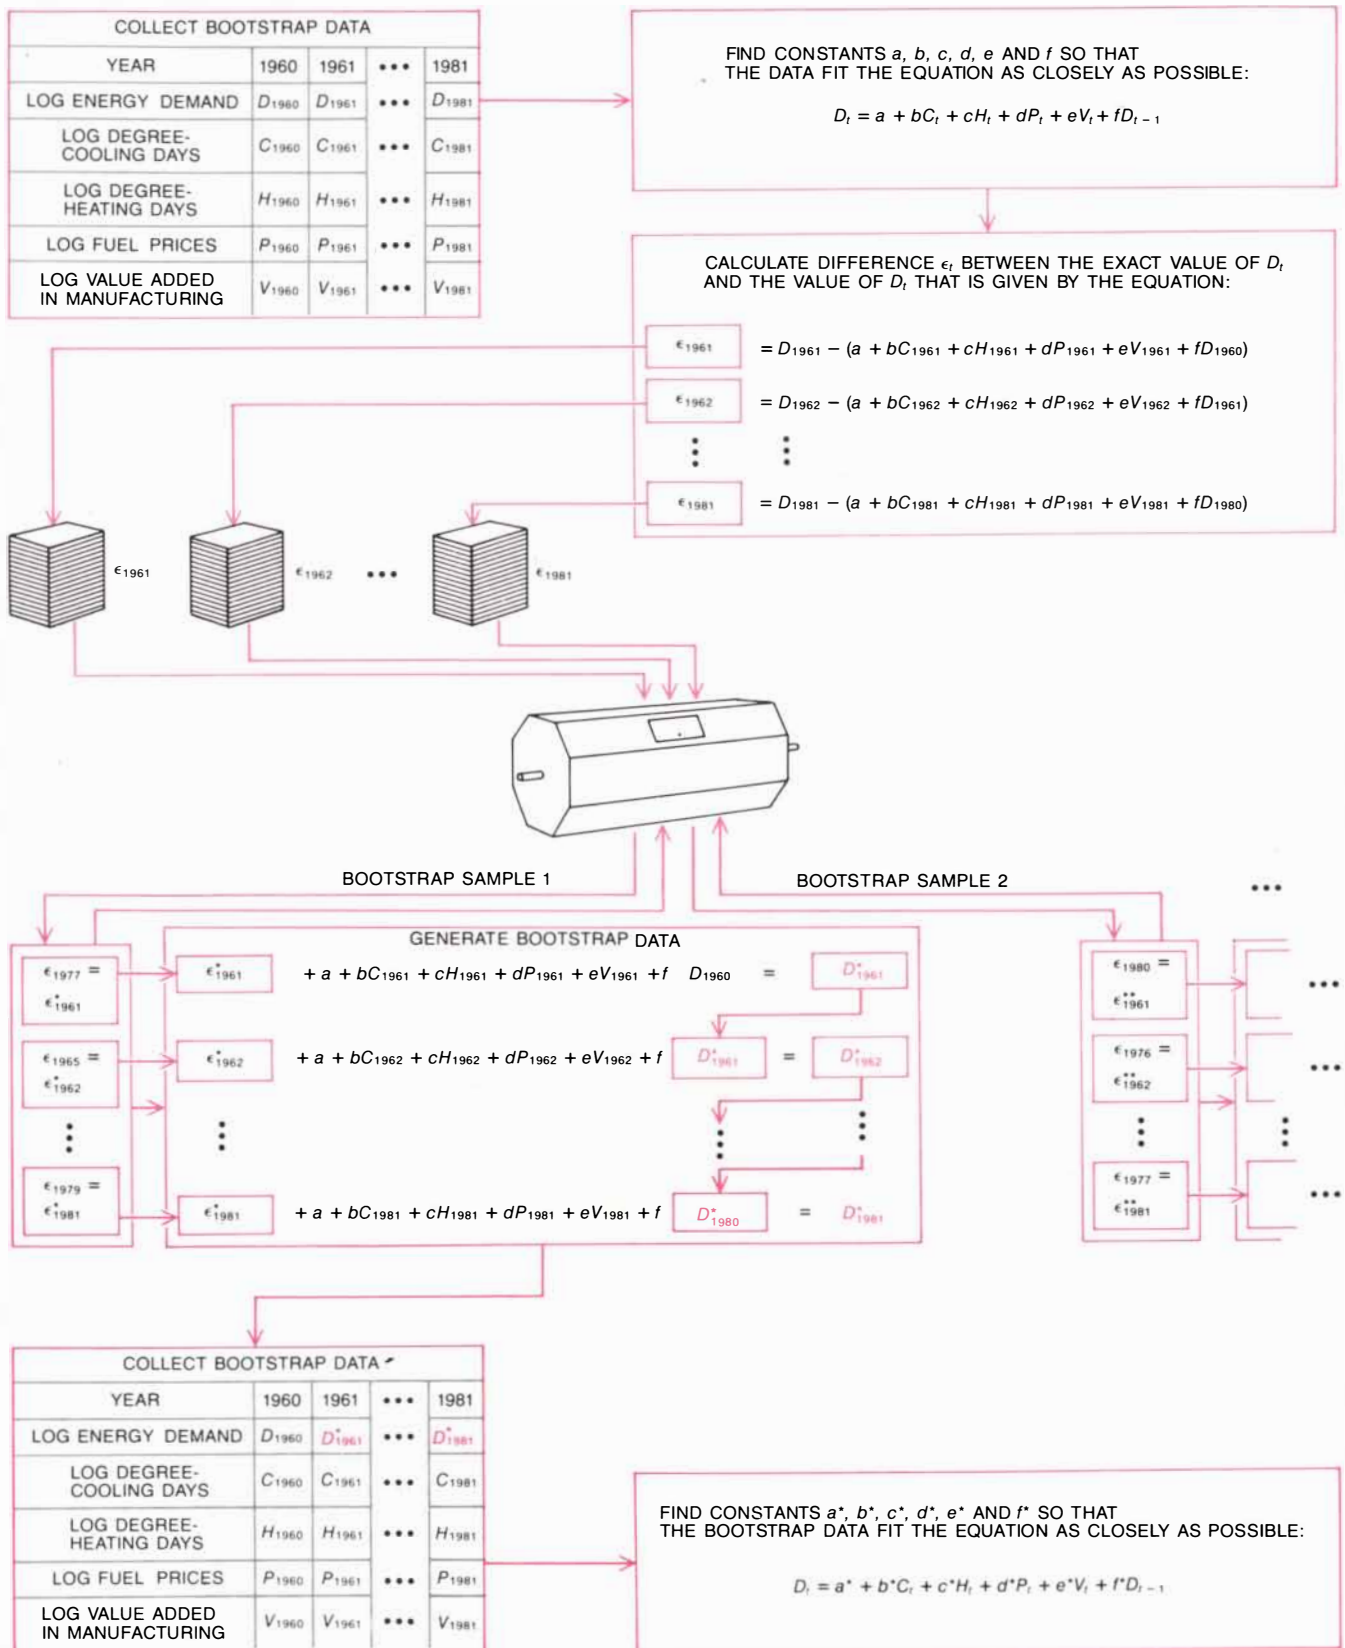 COLLECT BOOTSTRAP DATA
YEAR 1960 1961 ••• 1981
LOG ENERGY DEMAND D1960 D1961 ••• D1981
LOG DEGREE-
COOLING DAYS C1960 C1961 ••• C1981
LOG DEGREE-
HEATING DAYS H1960 H1961 ••• H1981
LOG FUEL PRICES P1960 P1961 ••• P1981
LOG VALUE ADDED
IN MANUFACTURING V1960 V1961 ••• V1981
FIND CONSTANTS a, b, c, d, e AND f SO THAT
THE DATA FIT THE EQUATION AS CLOSELY AS POSSIBLE:
Dt = a + bCt + cHt + dPt + eVt + fDt − 1
CALCULATE DIFFERENCE ϵt BETWEEN THE EXACT VALUE OF Dt
AND THE VALUE OF Dt THAT IS GIVEN BY THE EQUATION:
ϵ1961 = D1961 − (a + bC1961 + cH1961 + dP1961 + eV1961 + fD1960)
ϵ1962 = D1962 − (a + bC1962 + cH1962 + dP1962 + eV1962 + fD1961)
ϵ1981 = D1981 − (a + bC1981 + cH1981 + dP1981 + eV1981 + fD1980)
ϵ1961 ϵ1962 ••• ϵ1981
BOOTSTRAP SAMPLE 1
BOOTSTRAP SAMPLE 2
•••
ϵ1977 =
ϵ*1961
ϵ1965 =
ϵ*1962
ϵ1979 =
ϵ*1981
GENERATE BOOTSTRAP DATA
ϵ*1961 + a + bC1961 + cH1961 + dP1961 + eV1961 + f D1960 = D*1961
ϵ*1962 + a + bC1962 + cH1962 + dP1962 + eV1962 + f D*1961 = D*1962
ϵ*1981 + a + bC1981 + cH1981 + dP1981 + eV1981 + f D*1980 = D*1981
ϵ1980 =
ϵ**1961
•••
ϵ1976 =
ϵ**1962
•••
ϵ1977 =
ϵ**1981
•••
COLLECT BOOTSTRAP DATA
YEAR 1960 1961 ••• 1981
LOG ENERGY DEMAND D1960 D*1961 ••• D*1981
LOG DEGREE-
COOLING DAYS C1960 C1961 ••• C1981
LOG DEGREE-
HEATING DAYS H1960 H1961 ••• H1981
LOG FUEL PRICES P1960 P1961 ••• P1981
LOG VALUE ADDED
IN MANUFACTURING V1960 V1961 ••• V1981
FIND CONSTANTS a*, b*, c*, d*, e* AND f* SO THAT
THE BOOTSTRAP DATA FIT THE EQUATION AS CLOSELY AS POSSIBLE:
Dt = a* + b*Ct + c*Ht + d*Pt + e*Vt + f*Dt − 1